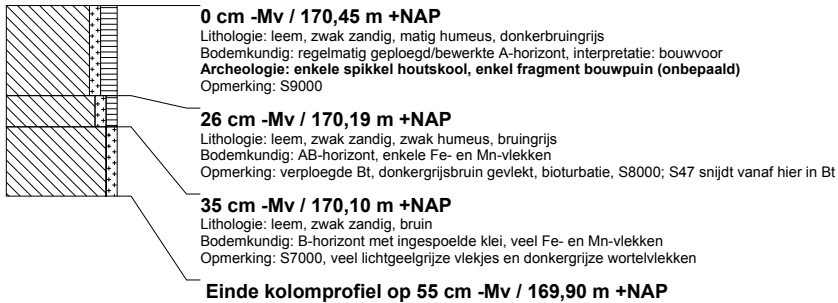 0 cm -Mv / 170,45 m +NAP
Lithologie: leem, zwak zandig, matig humeus, donkerbruingrijs
Bodemkundig: regelmatig geploegd/bewerkte A-horizont, interpretatie: bouwvoor
Archeologie: enkele spikkel houtskool, enkel fragment bouwpuin (onbepaald)
Opmerking: S9000
26 cm -Mv / 170,19 m +NAP
Lithologie: leem, zwak zandig, zwak humeus, bruingrijs
Bodemkundig: AB-horizont, enkele Fe- en Mn-vlekken
Opmerking: verploegde Bt, donkergrijsbruin gevlekt, bioturbatie, S8000; S47 snijdt vanaf hier in Bt
35 cm -Mv / 170,10 m +NAP
Lithologie: leem, zwak zandig, bruin
Bodemkundig: B-horizont met ingespoelde klei, veel Fe- en Mn-vlekken
Opmerking: S7000, veel lichtgeelgrijze vlekjes en donkergrijze wortelvlekken
Einde kolomprofiel op 55 cm -Mv / 169,90 m +NAP